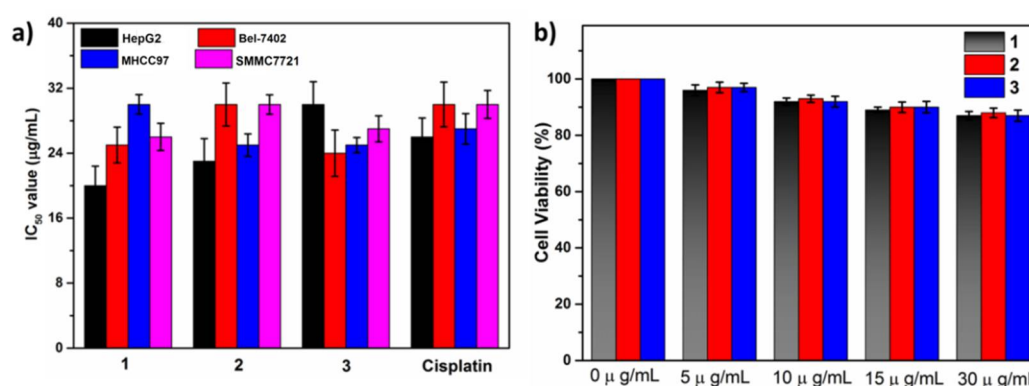 a)
HepG2 Bel-7402
MHCC97 SMMC7721
IC50 value (μg/mL)
40
32
24
16
8
0
1 2 3 Cisplatin
b)
1
2
3
Cell Viability (%)
100
80
60
40
20
0
0 μ g/mL 5 μ g/mL 10 μ g/mL 15 μ g/mL 30 μ g/mL